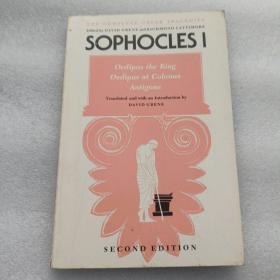 THE COMPLETE GREEK TRAGEDIES
Edited by DAVID GRENE and RICHMOND LATTIMORE
SOPHOCLES I
Oedipus the King
Oedipus at Colonus
Antigone
Translated and with an Introduction by
DAVID GRENE
SECOND EDITION